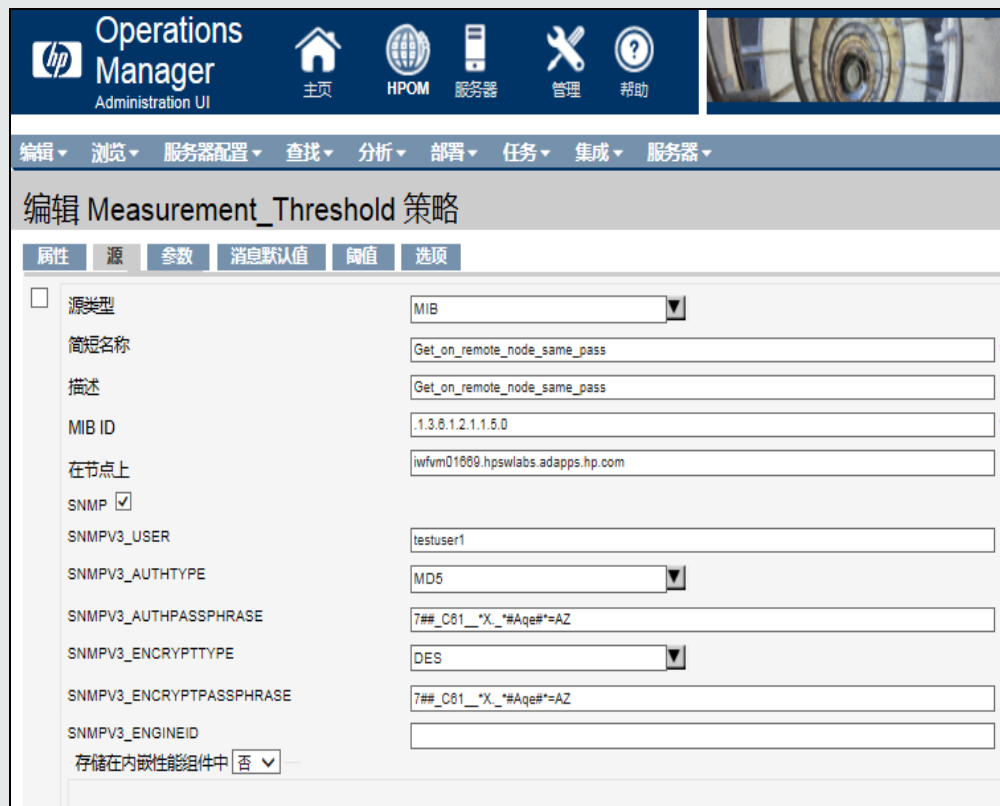 hp
Operations
Manager
Administration UI
主页
HPOM
服务器
管理
帮助
编辑 浏览 服务器配置 查找 分析 部署 任务 集成 服务器
编辑 Measurement_Threshold 策略
属性 源 参数 消息默认值 阈值 选项
源类型 MIB
简短名称 Get_on_remote_node_same_pass
描述 Get_on_remote_node_same_pass
MIB ID .1.3.6.1.2.1.1.5.0
在节点上 iwfvm01669.hpswlabs.adapps.hp.com
SNMP
SNMPV3_USER testuser1
SNMPV3_AUTHTYPE MD5
SNMPV3_AUTHPASSPHRASE 7##_C61__*X._*#Aqe#*=AZ
SNMPV3_ENCRYPTTYPE DES
SNMPV3_ENCRYPTPASSPHRASE 7##_C61__*X._*#Aqe#*=AZ
SNMPV3_ENGINEID
存储在内嵌性能组件中 否